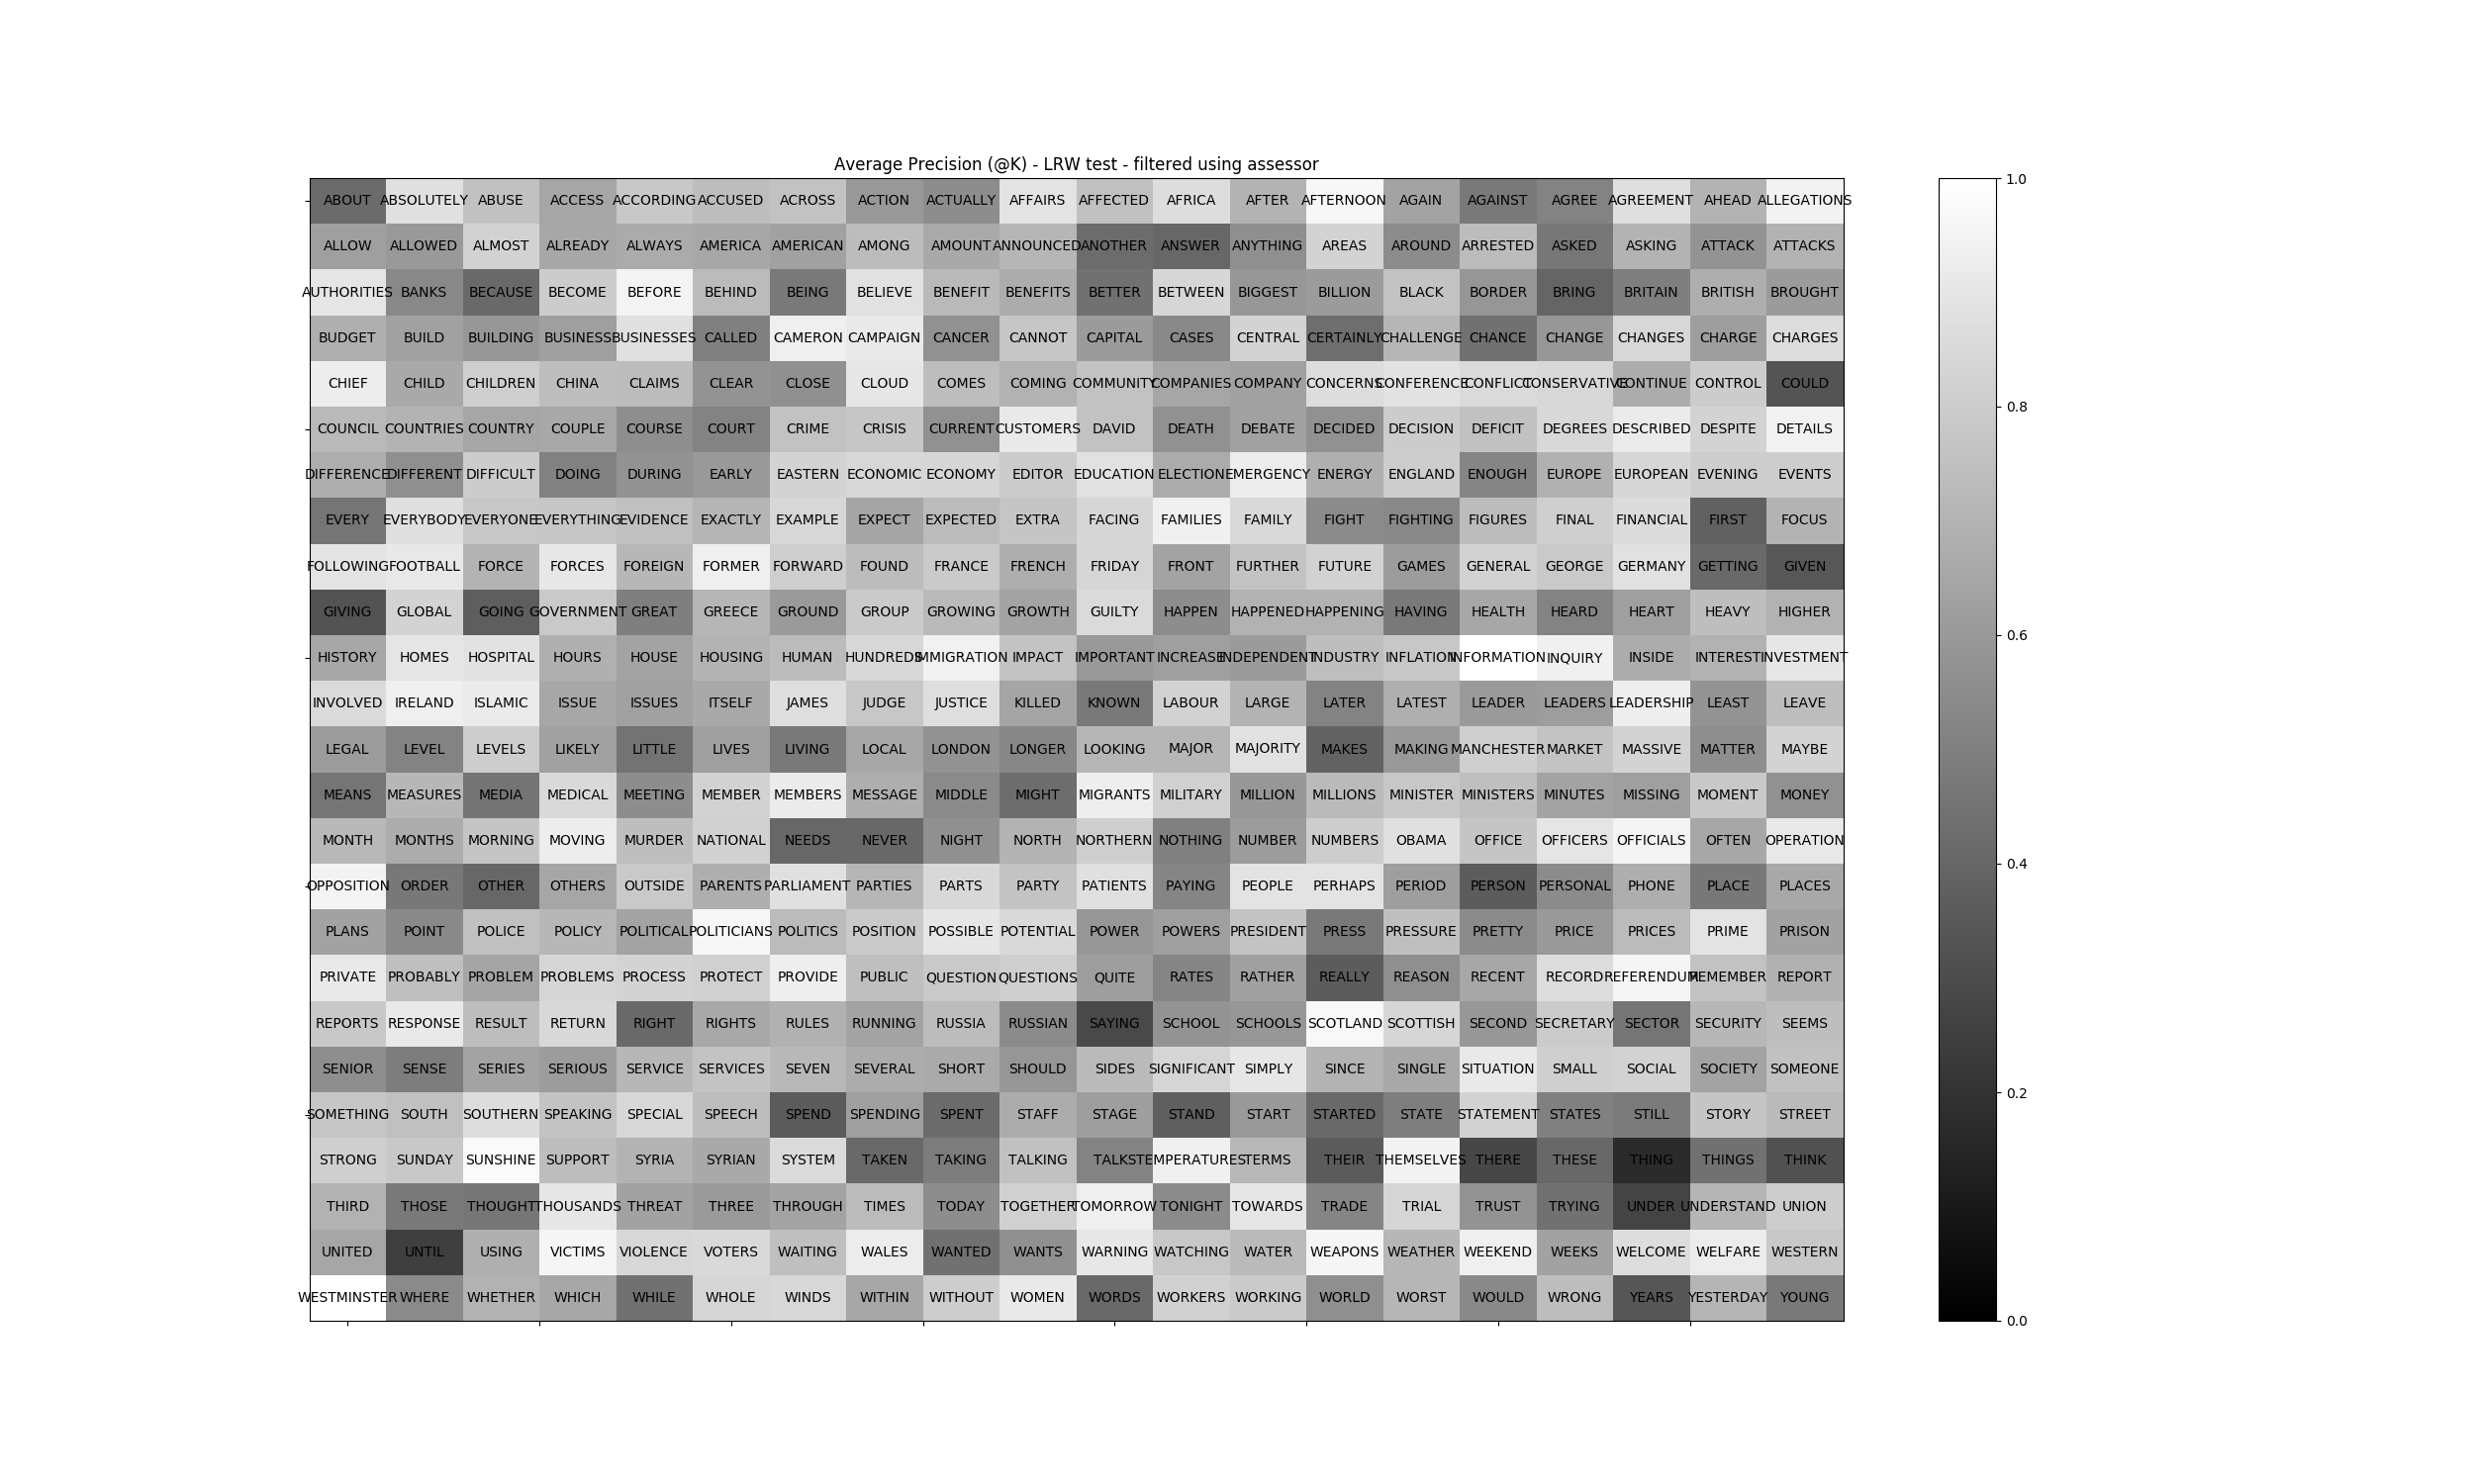 Average Precision (@K) - LRW test - filtered using assessor
ABOUT ABSOLUTELY ABUSE ACCESS ACCORDING ACCUSED ACROSS ACTION ACTUALLY AFFAIRS AFFECTED AFRICA AFTER AFTERNOON AGAIN AGAINST AGREE AGREEMENT AHEAD ALLEGATIONS
ALLOW ALLOWED ALMOST ALREADY ALWAYS AMERICA AMERICAN AMONG AMOUNT ANNOUNCED ANOTHER ANSWER ANYTHING AREAS AROUND ARRESTED ASKED ASKING ATTACK ATTACKS
AUTHORITIES BANKS BECAUSE BECOME BEFORE BEHIND BEING BELIEVE BENEFIT BENEFITS BETTER BETWEEN BIGGEST BILLION BLACK BORDER BRING BRITAIN BRITISH BROUGHT
BUDGET BUILD BUILDING BUSINESS BUSINESSES CALLED CAMERON CAMPAIGN CANCER CANNOT CAPITAL CASES CENTRAL CERTAINLY CHALLENGE CHANCE CHANGE CHANGES CHARGE CHARGES
CHIEF CHILD CHILDREN CHINA CLAIMS CLEAR CLOSE CLOUD COMES COMING COMMUNITY COMPANIES COMPANY CONCERNS CONFERENCE CONFLICT CONSERVATIVE CONTINUE CONTROL COULD
COUNCIL COUNTRIES COUNTRY COUPLE COURSE COURT CRIME CRISIS CURRENT CUSTOMERS DAVID DEATH DEBATE DECIDED DECISION DEFICIT DEGREES DESCRIBED DESPITE DETAILS
DIFFERENCE DIFFERENT DIFFICULT DOING DURING EARLY EASTERN ECONOMIC ECONOMY EDITOR EDUCATION ELECTION EMERGENCY ENERGY ENGLAND ENOUGH EUROPE EUROPEAN EVENING EVENTS
EVERY EVERYBODY EVERYONE EVERYTHING EVIDENCE EXACTLY EXAMPLE EXPECT EXPECTED EXTRA FACING FAMILIES FAMILY FIGHT FIGHTING FIGURES FINAL FINANCIAL FIRST FOCUS
FOLLOWING FOOTBALL FORCE FORCES FOREIGN FORMER FORWARD FOUND FRANCE FRENCH FRIDAY FRONT FURTHER FUTURE GAMES GENERAL GEORGE GERMANY GETTING GIVEN
GIVING GLOBAL GOING GOVERNMENT GREAT GREECE GROUND GROUP GROWING GROWTH GUILTY HAPPEN HAPPENED HAPPENING HAVING HEALTH HEARD HEART HEAVY HIGHER
HISTORY HOMES HOSPITAL HOURS HOUSE HOUSING HUMAN HUNDREDS IMMIGRATION IMPACT IMPORTANT INCREASE INDEPENDENT INDUSTRY INFLATION INFORMATION INQUIRY INSIDE INTEREST INVESTMENT
INVOLVED IRELAND ISLAMIC ISSUE ISSUES ITSELF JAMES JUDGE JUSTICE KILLED KNOWN LABOUR LARGE LATER LATEST LEADER LEADERS LEADERSHIP LEAST LEAVE
LEGAL LEVEL LEVELS LIKELY LITTLE LIVES LIVING LOCAL LONDON LONGER LOOKING MAJOR MAJORITY MAKES MAKING MANCHESTER MARKET MASSIVE MATTER MAYBE
MEANS MEASURES MEDIA MEDICAL MEETING MEMBER MEMBERS MESSAGE MIDDLE MIGHT MIGRANTS MILITARY MILLION MILLIONS MINISTER MINISTERS MINUTES MISSING MOMENT MONEY
MONTH MONTHS MORNING MOVING MURDER NATIONAL NEEDS NEVER NIGHT NORTH NORTHERN NOTHING NUMBER NUMBERS OBAMA OFFICE OFFICERS OFFICIALS OFTEN OPERATION
OPPOSITION ORDER OTHER OTHERS OUTSIDE PARENTS PARLIAMENT PARTIES PARTS PARTY PATIENTS PAYING PEOPLE PERHAPS PERIOD PERSON PERSONAL PHONE PLACE PLACES
PLANS POINT POLICE POLICY POLITICAL POLITICIANS POLITICS POSITION POSSIBLE POTENTIAL POWER POWERS PRESIDENT PRESS PRESSURE PRETTY PRICE PRICES PRIME PRISON
PRIVATE PROBABLY PROBLEM PROBLEMS PROCESS PROTECT PROVIDE PUBLIC QUESTION QUESTIONS QUITE RATES RATHER REALLY REASON RECENT RECORD REFERENDUM REMEMBER REPORT
REPORTS RESPONSE RESULT RETURN RIGHT RIGHTS RULES RUNNING RUSSIA RUSSIAN SAYING SCHOOL SCHOOLS SCOTLAND SCOTTISH SECOND SECRETARY SECTOR SECURITY SEEMS
SENIOR SENSE SERIES SERIOUS SERVICE SERVICES SEVEN SEVERAL SHORT SHOULD SIDES SIGNIFICANT SIMPLY SINCE SINGLE SITUATION SMALL SOCIAL SOCIETY SOMEONE
SOMETHING SOUTH SOUTHERN SPEAKING SPECIAL SPEECH SPEND SPENDING SPENT STAFF STAGE STAND START STARTED STATE STATEMENT STATES STILL STORY STREET
STRONG SUNDAY SUNSHINE SUPPORT SYRIA SYRIAN SYSTEM TAKEN TAKING TALKING TALKS TEMPERATURES TERMS THEIR THEMSELVES THERE THESE THING THINGS THINK
THIRD THOSE THOUGHT THOUSANDS THREAT THREE THROUGH TIMES TODAY TOGETHER TOMORROW TONIGHT TOWARDS TRADE TRIAL TRUST TRYING UNDER UNDERSTAND UNION
UNITED UNTIL USING VICTIMS VIOLENCE VOTERS WAITING WALES WANTED WANTS WARNING WATCHING WATER WEAPONS WEATHER WEEKEND WEEKS WELCOME WELFARE WESTERN
WESTMINSTER WHERE WHETHER WHICH WHILE WHOLE WINDS WITHIN WITHOUT WOMEN WORDS WORKERS WORKING WORLD WORST WOULD WRONG YEARS YESTERDAY YOUNG
1.0
0.8
0.6
0.4
0.2
0.0